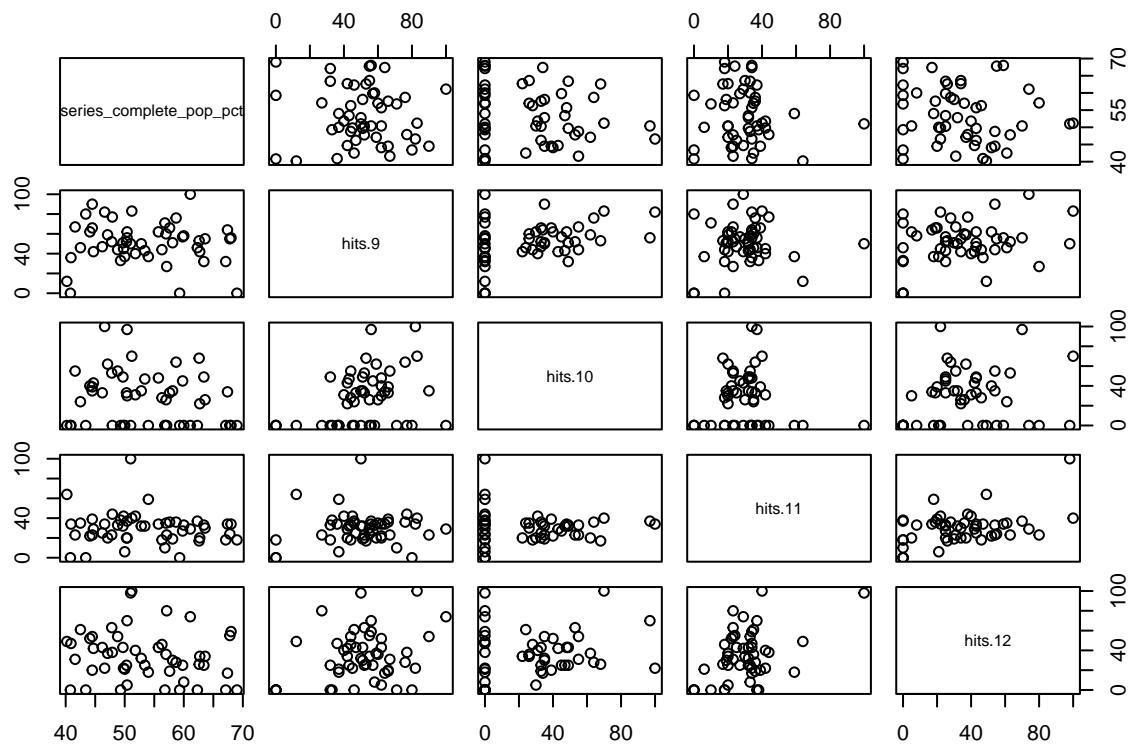 0 40 80 0 40 80
series_complete_pop_pct
40 55 70
0 40 100
hits.9
hits.10
0 40 100
0 40 100
hits.11
hits.12
0 40 100
40 50 60 70 0 40 80 0 40 80